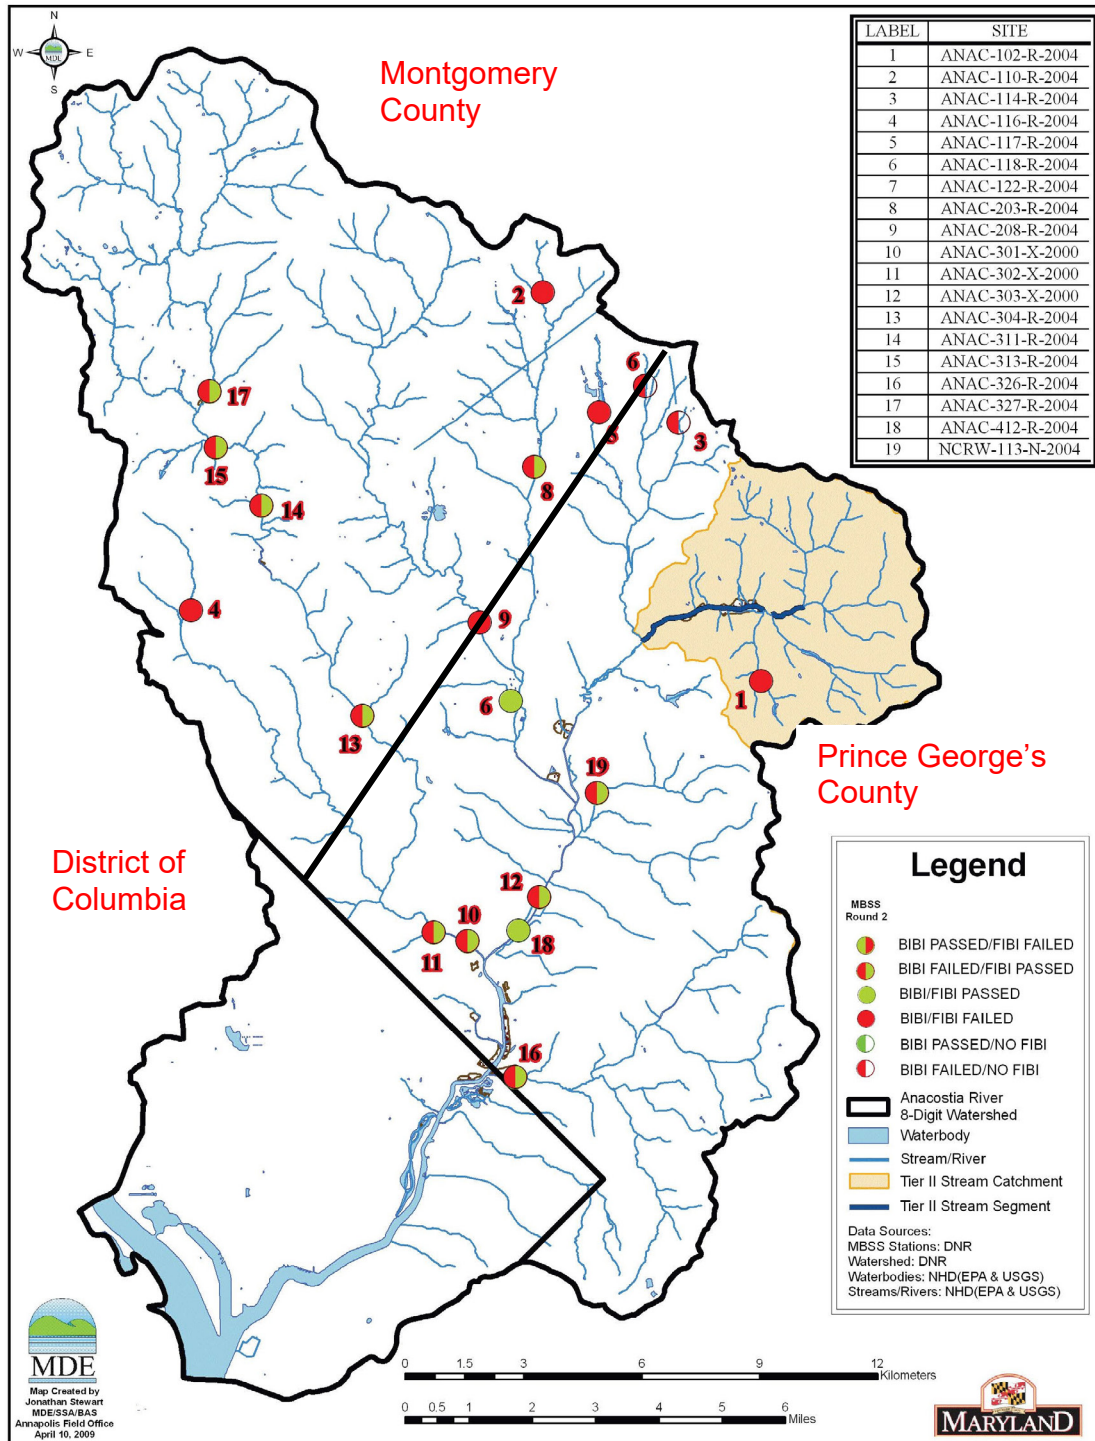 N
W
E
MDE
S
Montgomery
County
LABEL SITE
1 ANAC-102-R-2004
2 ANAC-110-R-2004
3 ANAC-114-R-2004
4 ANAC-116-R-2004
5 ANAC-117-R-2004
6 ANAC-118-R-2004
7 ANAC-122-R-2004
8 ANAC-203-R-2004
9 ANAC-208-R-2004
10 ANAC-301-X-2000
11 ANAC-302-X-2000
12 ANAC-303-X-2000
13 ANAC-304-R-2004
14 ANAC-311-R-2004
15 ANAC-313-R-2004
16 ANAC-326-R-2004
17 ANAC-327-R-2004
18 ANAC-412-R-2004
19 NCRW-113-N-2004
2
6
17
5
3
15
8
14
4
9
1
6
13
19
Prince George's
County
District of
Columbia
12
10
18
11
16
Legend
MBSS
Round 2
BIBI PASSED/FIBI FAILED
BIBI FAILED/FIBI PASSED
BIBI/FIBI PASSED
BIBI/FIBI FAILED
BIBI PASSED/NO FIBI
BIBI FAILED/NO FIBI
Anacostia River
8-Digit Watershed
Waterbody
Stream/River
Tier II Stream Catchment
Tier II Stream Segment
Data Sources:
MBSS Stations: DNR
Watershed: DNR
Waterbodies: NHD(EPA & USGS)
Streams/Rivers: NHD(EPA & USGS)
MDE
Map Created by
Jonathan Stewart
MDE/SSA/BAS
Annapolis Field Office
April 10, 2009
0 1.5 3 6 9 12
Kilometers
0 0.5 1 2 3 4 5 6
Miles
MARYLAND